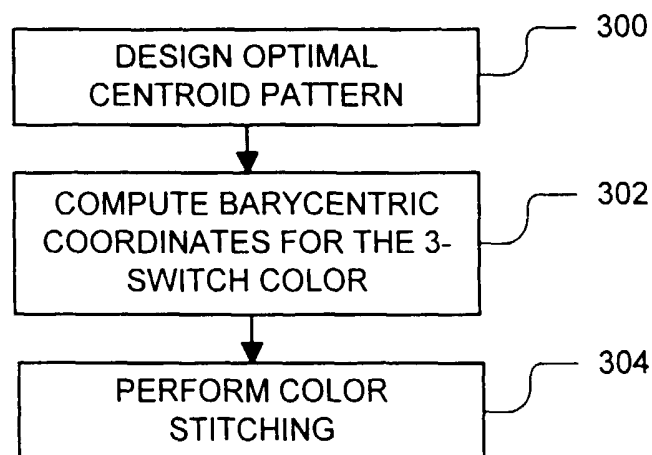 DESIGN OPTIMAL
CENTROID PATTERN
300
COMPUTE BARYCENTRIC
COORDINATES FOR THE 3-
SWITCH COLOR
302
PERFORM COLOR
STITCHING
304